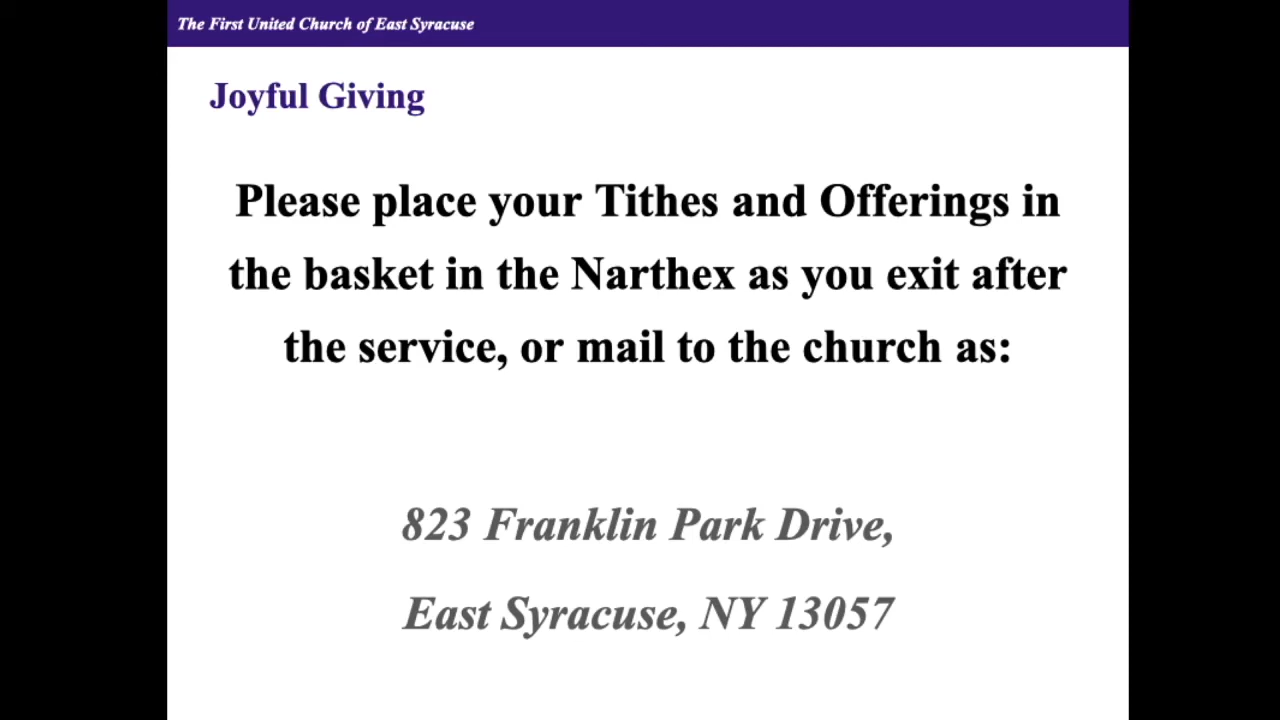 The First United Church of East Syracuse
Joyful Giving
Please place your Tithes and Offerings in
the basket in the Narthex as you exit after
the service, or mail to the church as:
823 Franklin Park Drive,
East Syracuse, NY 13057